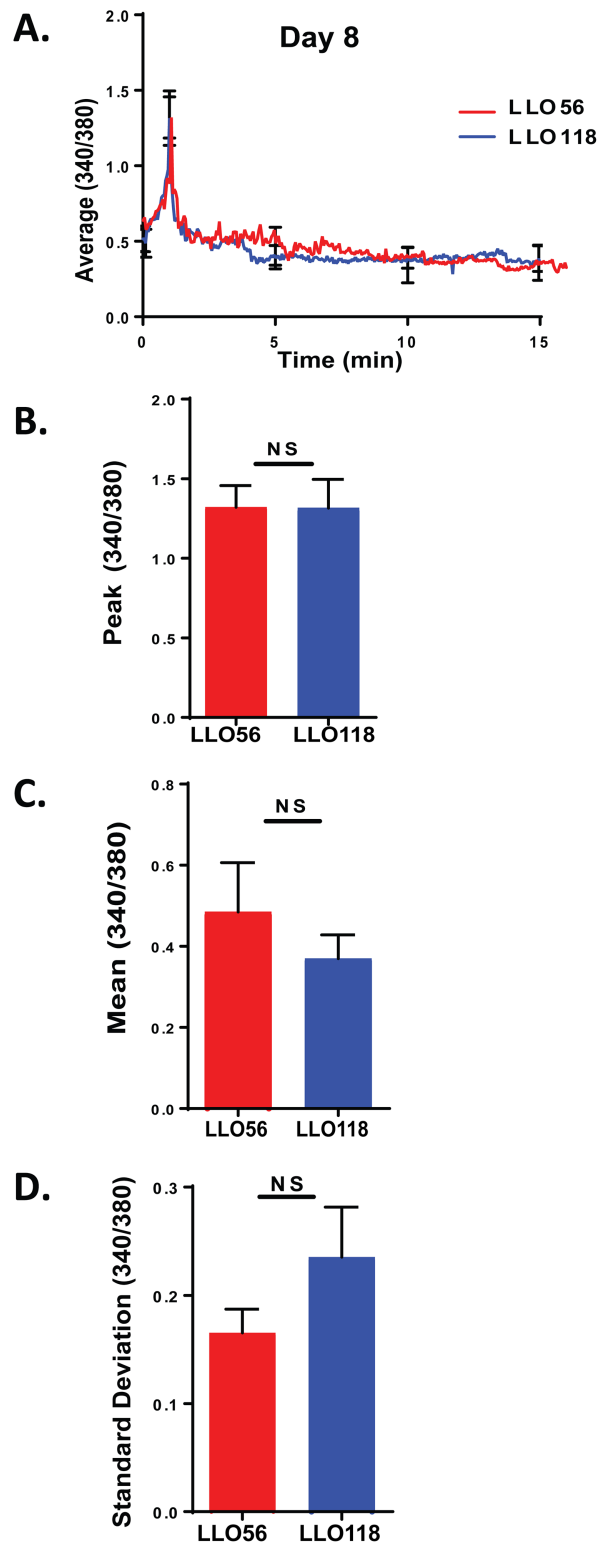 A.
Day 8
2.0
1.5
1.0
0.5
0.0
Average (340/380)
L LO 56
L LO 118
0 5 10 15
Time (min)
B.
2.0
1.5
1.0
0.5
0.0
Peak (340/380)
NS
LLO56 LLO118
C.
0.8
0.6
0.4
0.2
0.0
Mean (340/380)
NS
LLO56 LLO118
D.
0.3
0.2
0.1
0.0
Standard Deviation (340/380)
NS
LLO56 LLO118